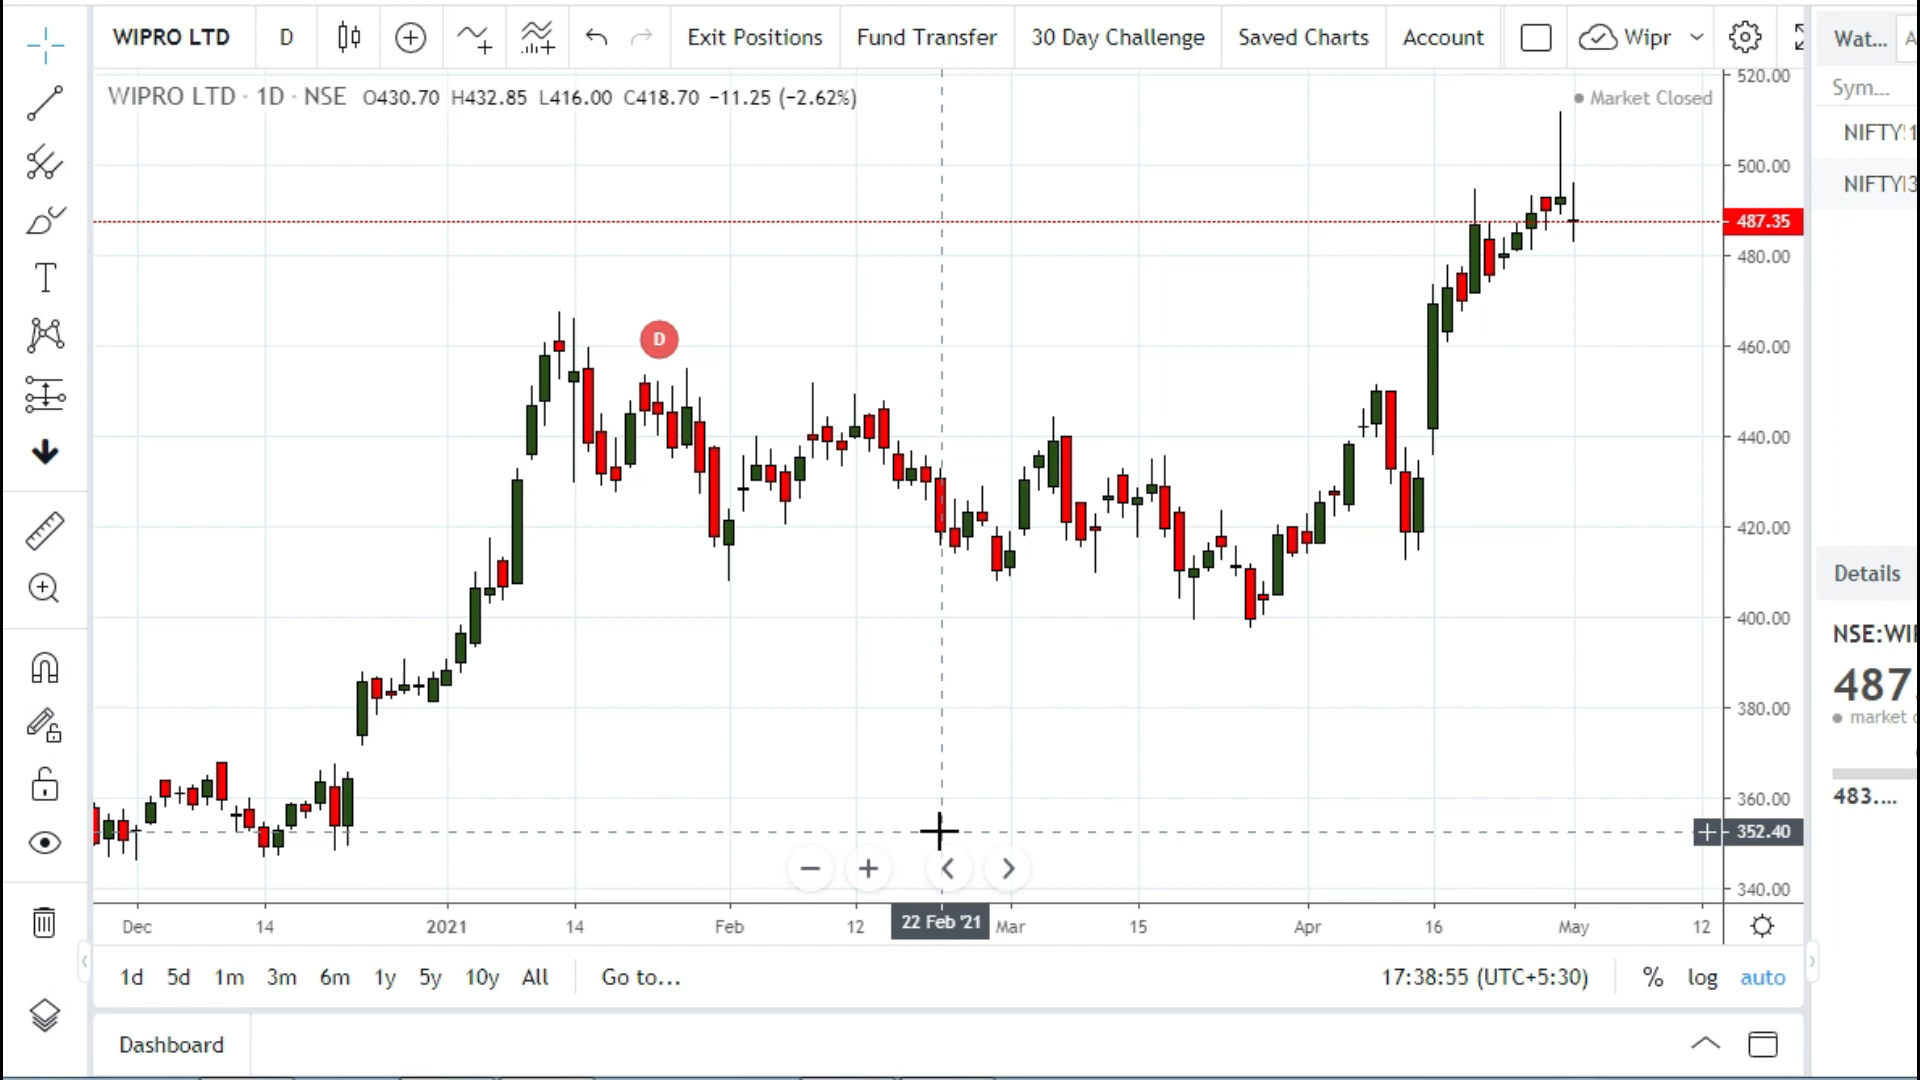 WIPRO LTD D Exit Positions Fund Transfer 30 Day Challenge Saved Charts Account Wipr
WIPRO LTD · 1D · NSE O430.70 H432.85 L416.00 C418.70 −11.25 (−2.62%)
Market Closed
520.00
500.00
487.35
480.00
460.00
440.00
420.00
400.00
380.00
360.00
352.40
340.00
D
Dec 14 2021 14 Feb 12 22 Feb '21 Mar 15 Apr 16 May 12
1d 5d 1m 3m 6m 1y 5y 10y All Go to... 17:38:55 (UTC+5:30) % log auto
Dashboard
Wat... A
Sym...
NIFTY!1
NIFTYI3
Details
NSE:WI
487.
market
483....